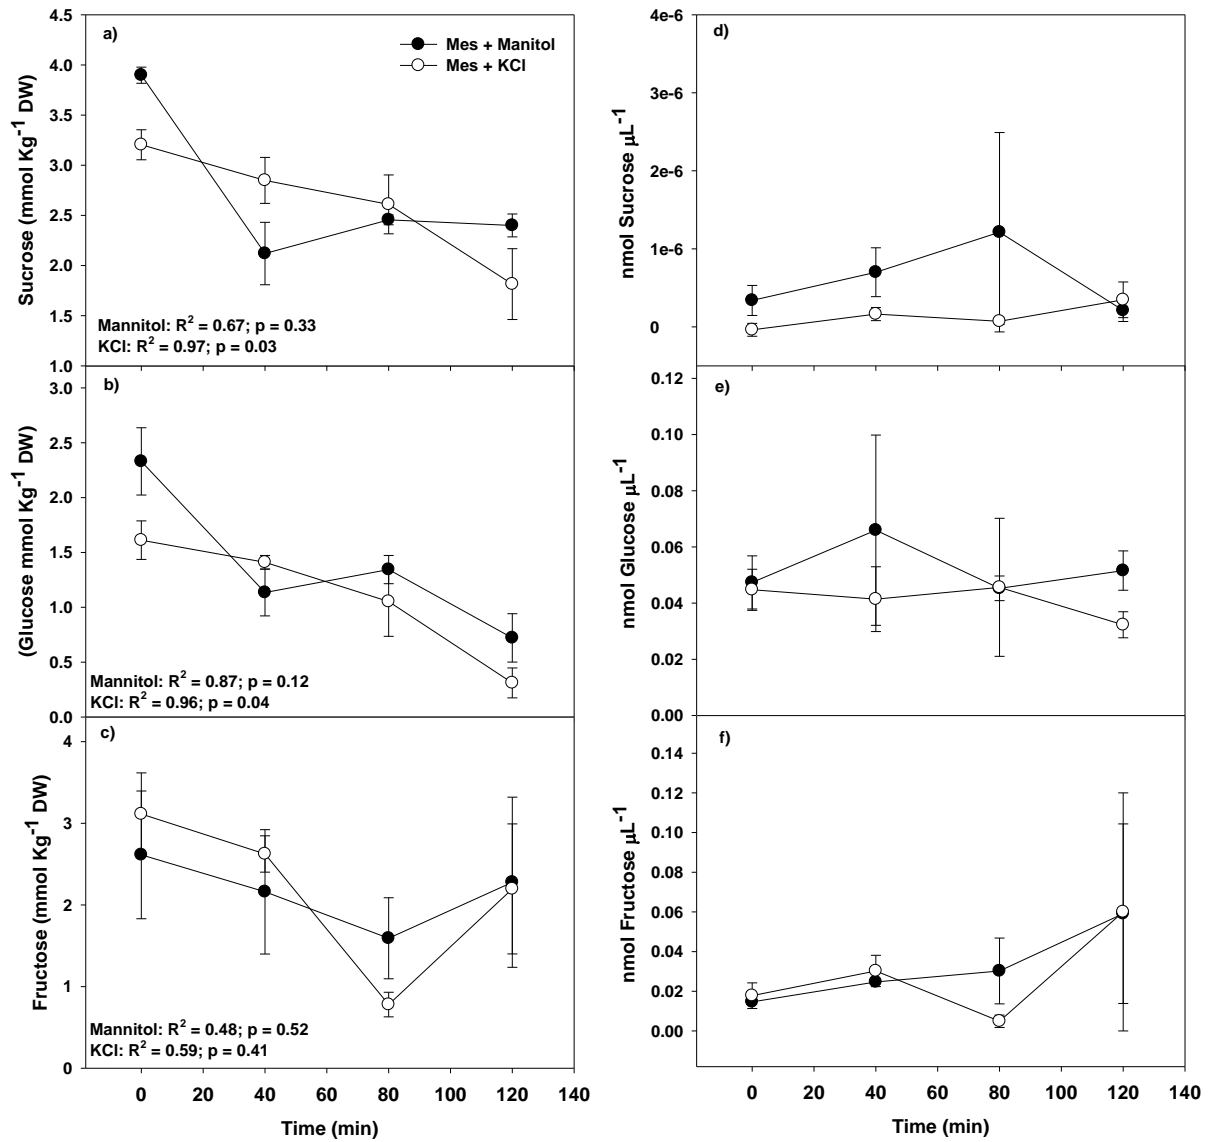 a)
Mes + Manitol
Mes + KCl
Sucrose (mmol Kg⁻¹ DW)
4.5
4.0
3.5
3.0
2.5
2.0
1.5
1.0
Mannitol: R² = 0.67; p = 0.33
KCl: R² = 0.97; p = 0.03
b)
(Glucose mmol Kg⁻¹ DW)
3.0
2.5
2.0
1.5
1.0
0.5
0.0
Mannitol: R² = 0.87; p = 0.12
KCl: R² = 0.96; p = 0.04
c)
Fructose (mmol Kg⁻¹ DW)
4
3
2
1
0
Mannitol: R² = 0.48; p = 0.52
KCl: R² = 0.59; p = 0.41
0 20 40 60 80 100 120 140
Time (min)
d)
nmol Sucrose µL⁻¹
4e-6
3e-6
2e-6
1e-6
0
e)
nmol Glucose µL⁻¹
0.12
0.10
0.08
0.06
0.04
0.02
0.00
f)
nmol Fructose µL⁻¹
0.14
0.12
0.10
0.08
0.06
0.04
0.02
0.00
0 20 40 60 80 100 120 140
Time (min)